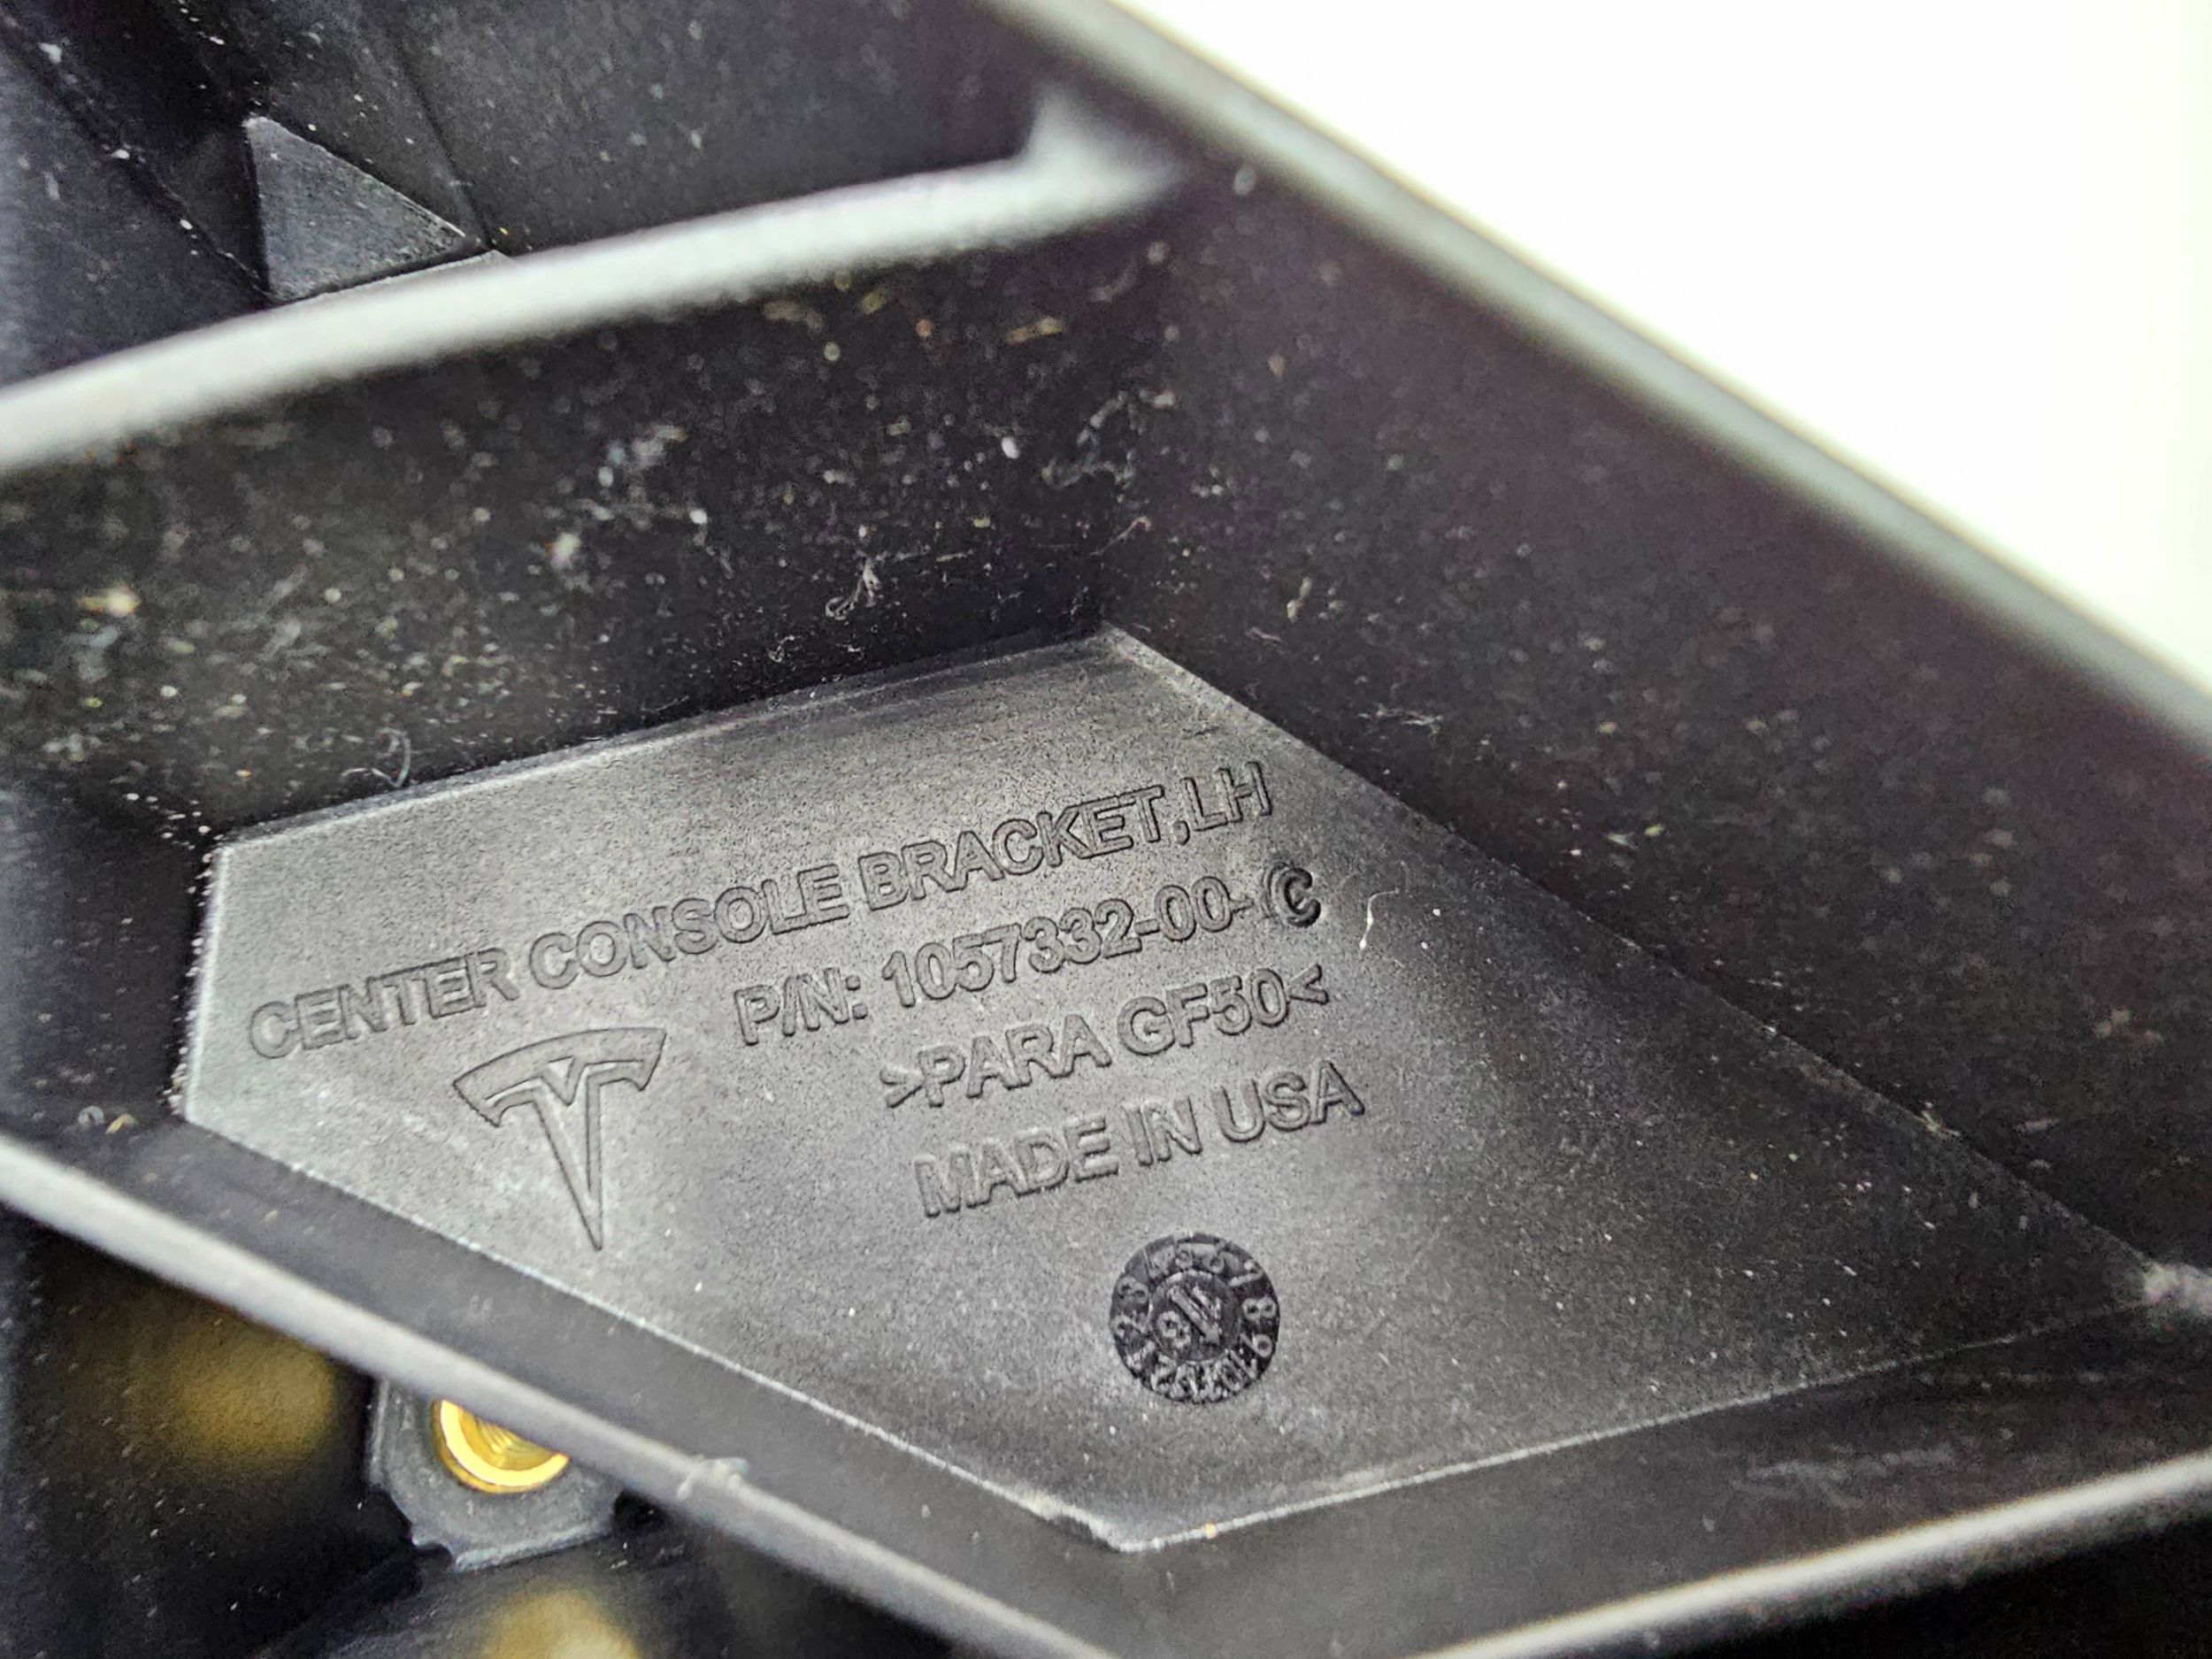 CENTER CONSOLE BRACKET,LH
P/N: 1057332-00-C
>PARA GF50<
MADE IN USA